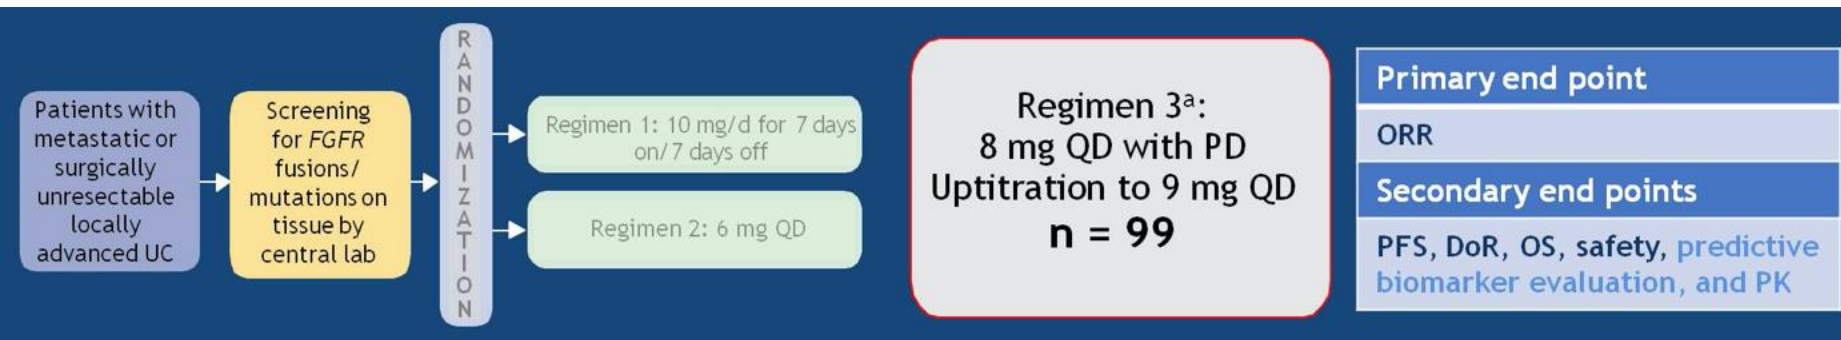 Patients with
metastatic or
surgically
unresectable
locally
advanced UC
Screening
for FGFR
fusions/
mutations on
tissue by
central lab
RANDOMIZATION
Regimen 1: 10 mg/d for 7 days
on/7 days off
Regimen 2: 6 mg QD
Regimen 3ᵃ:
8 mg QD with PD
Uptitration to 9 mg QD
n = 99
Primary end point
ORR
Secondary end points
PFS, DoR, OS, safety, predictive
biomarker evaluation, and PK